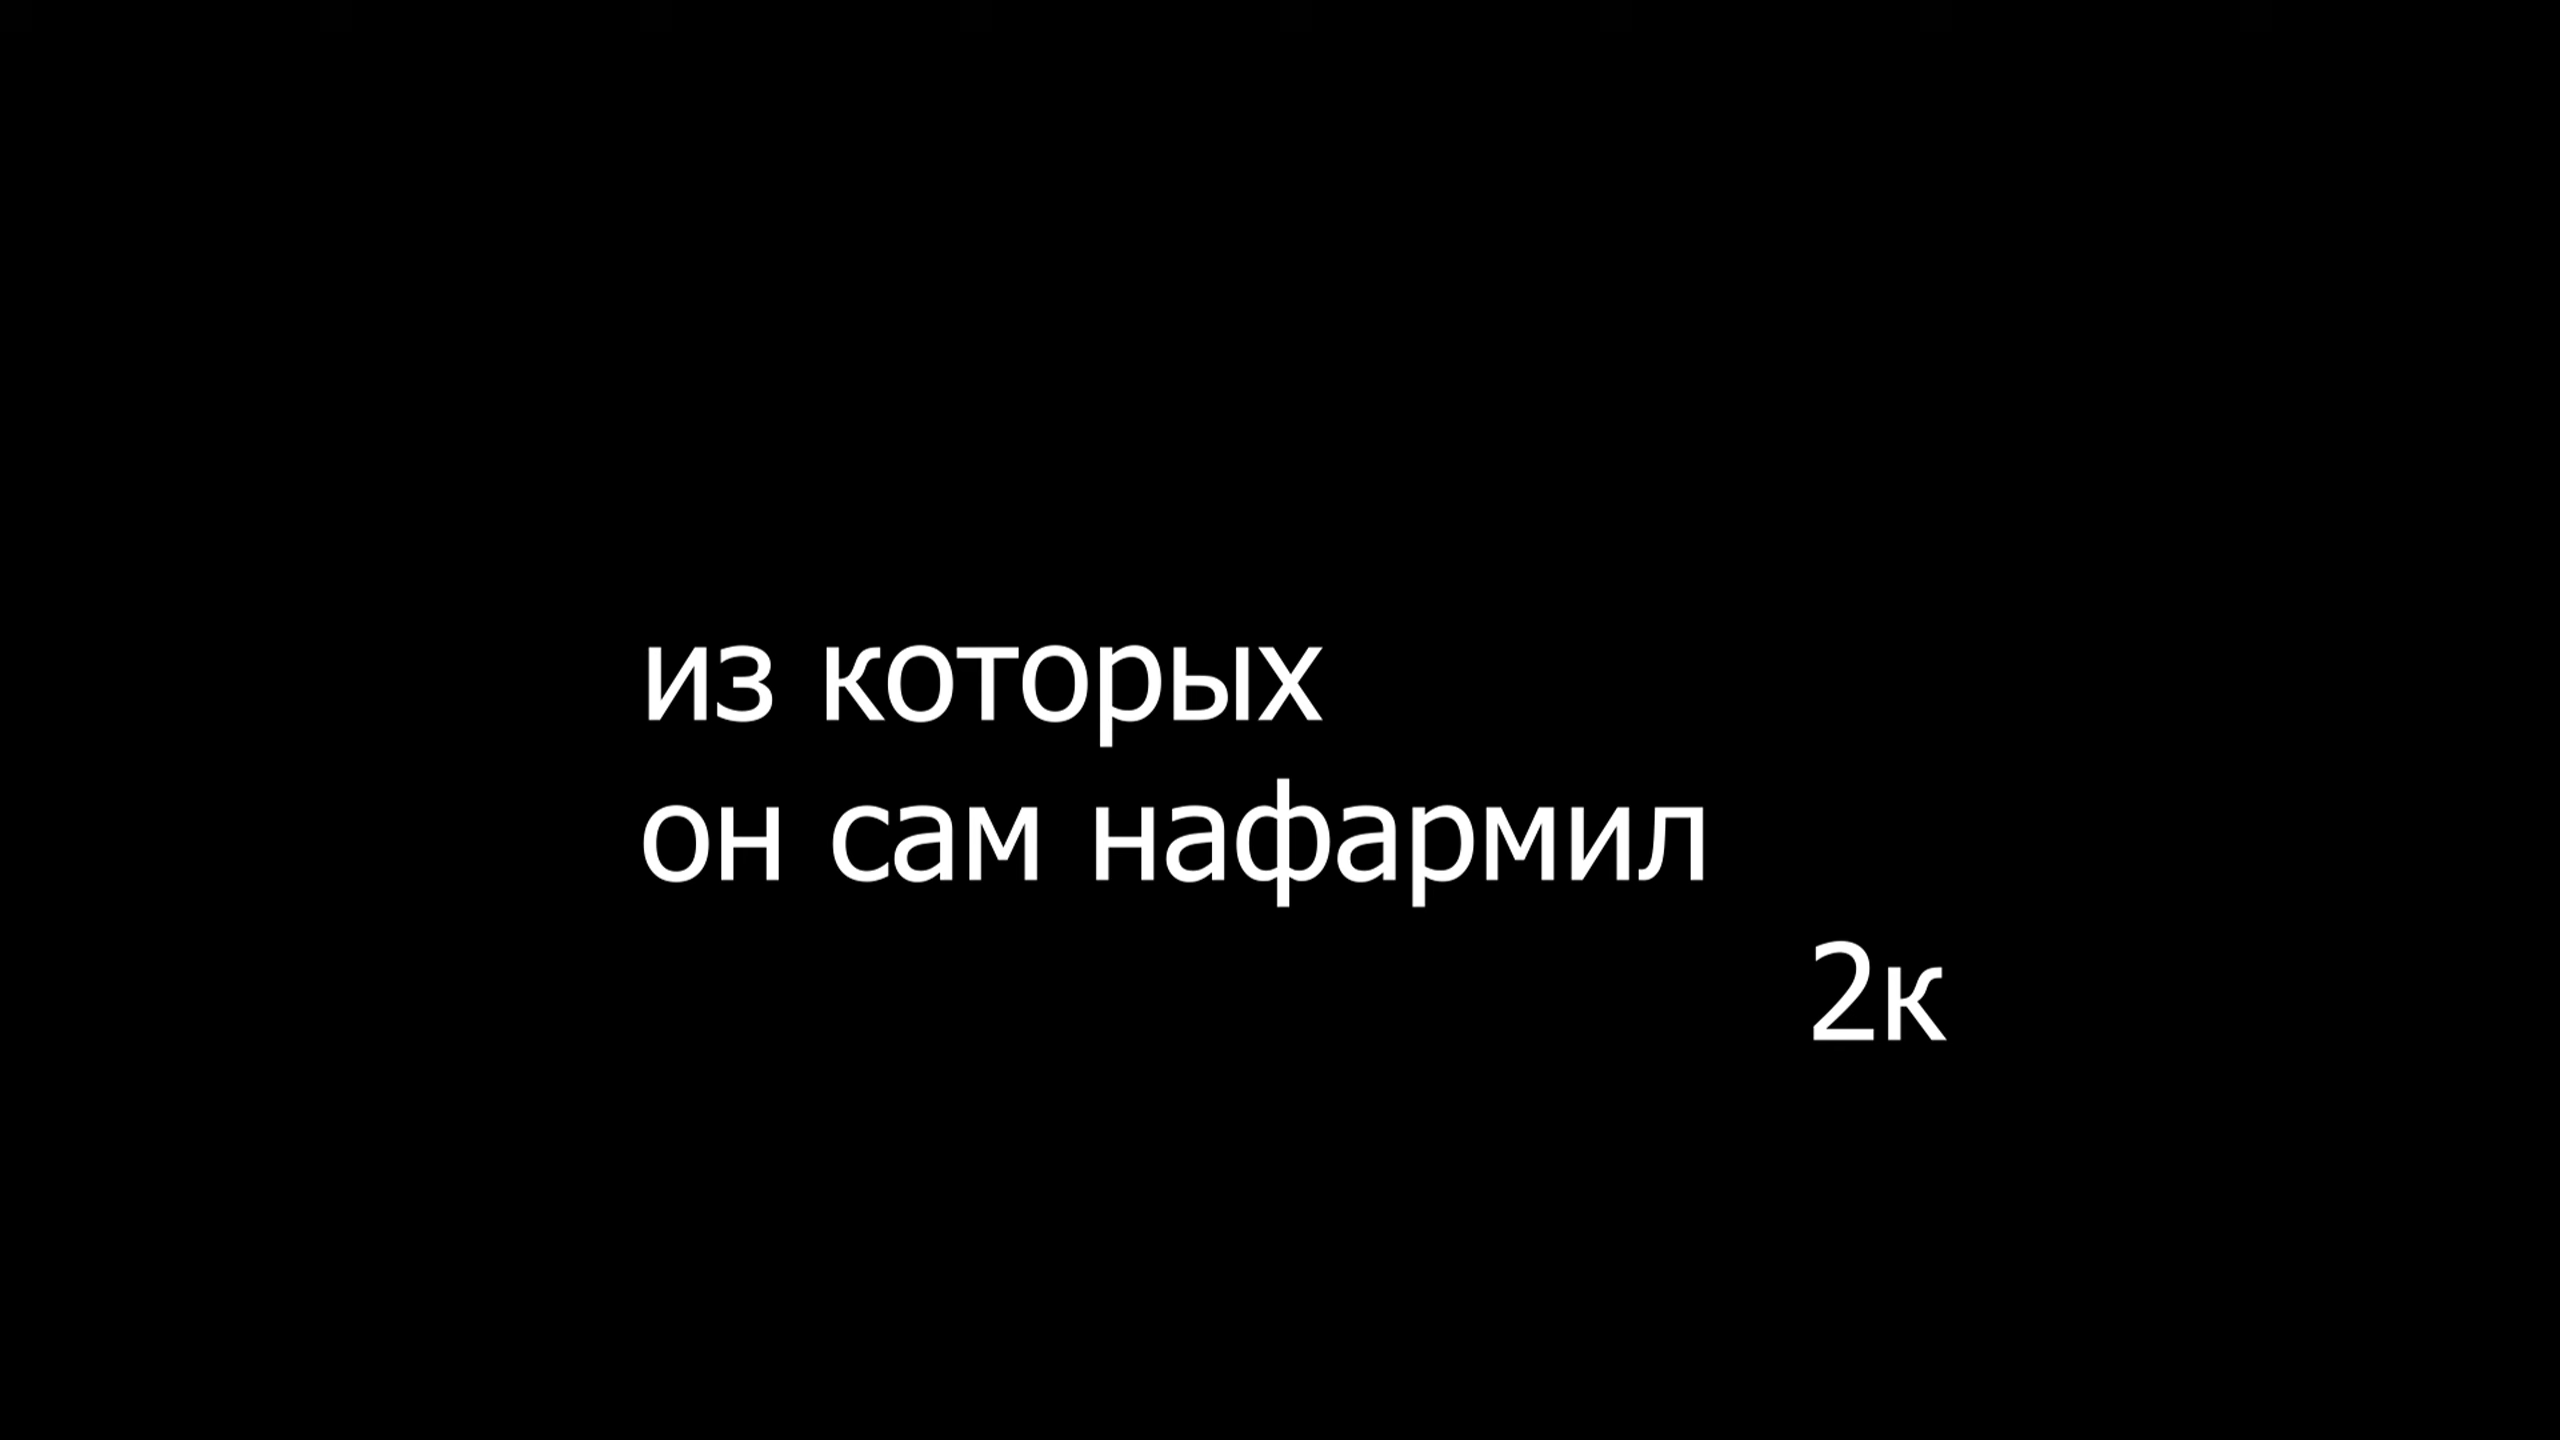 из которых
он сам нафармил
2к